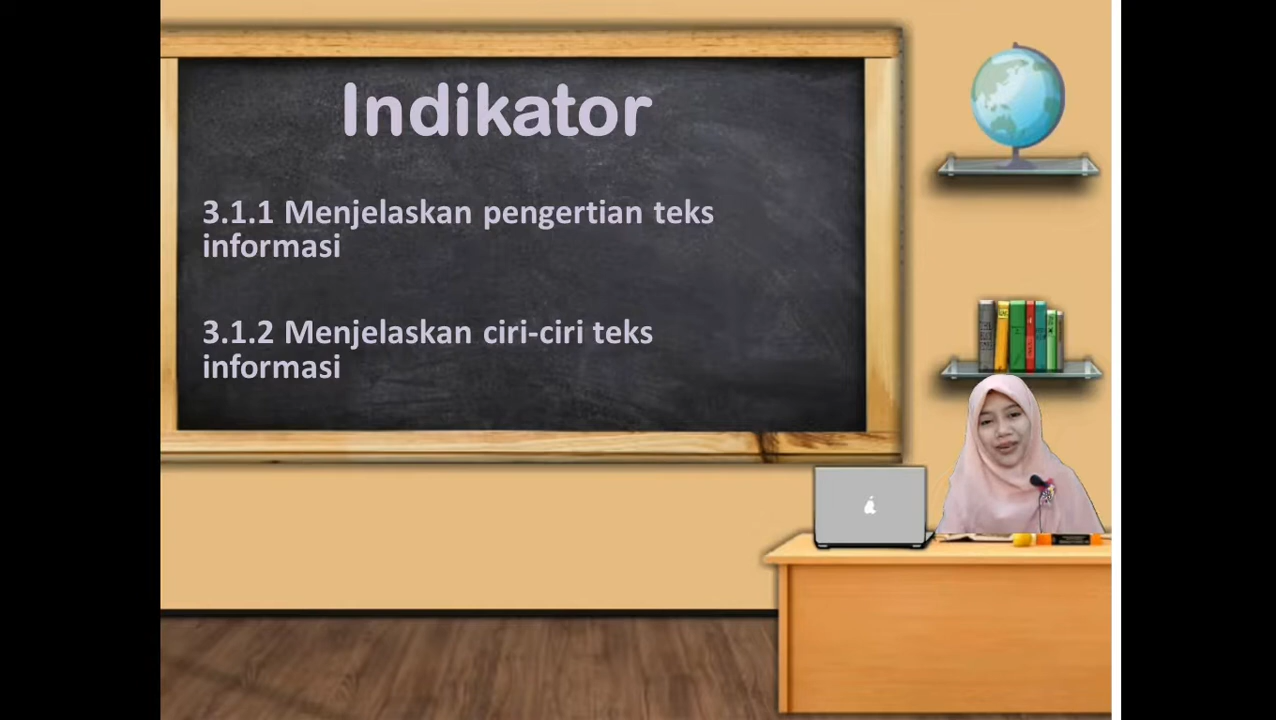 Indikator
3.1.1 Menjelaskan pengertian teks
informasi
3.1.2 Menjelaskan ciri-ciri teks
informasi